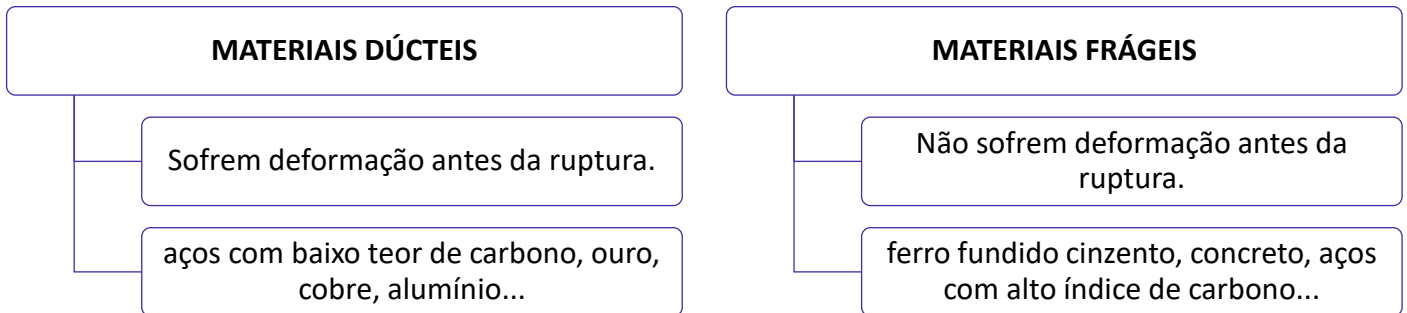 MATERIAIS DÚCTEIS
Sofrem deformação antes da ruptura.
aços com baixo teor de carbono, ouro,
cobre, alumínio...
MATERIAIS FRÁGEIS
Não sofrem deformação antes da
ruptura.
ferro fundido cinzento, concreto, aços
com alto índice de carbono...